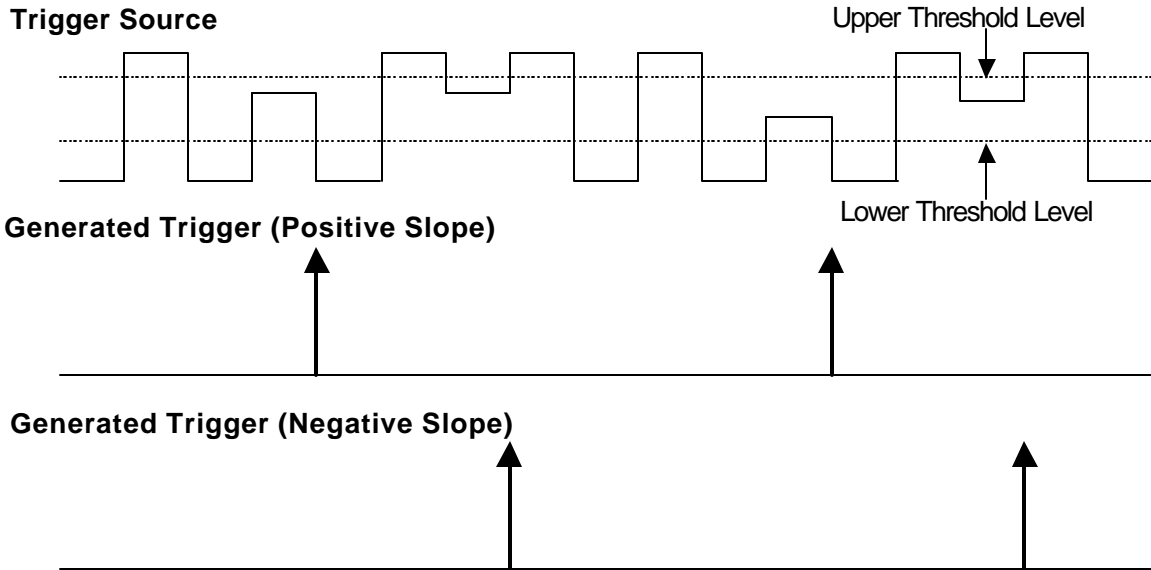 Trigger Source
Upper Threshold Level
Lower Threshold Level
Generated Trigger (Positive Slope)
Generated Trigger (Negative Slope)